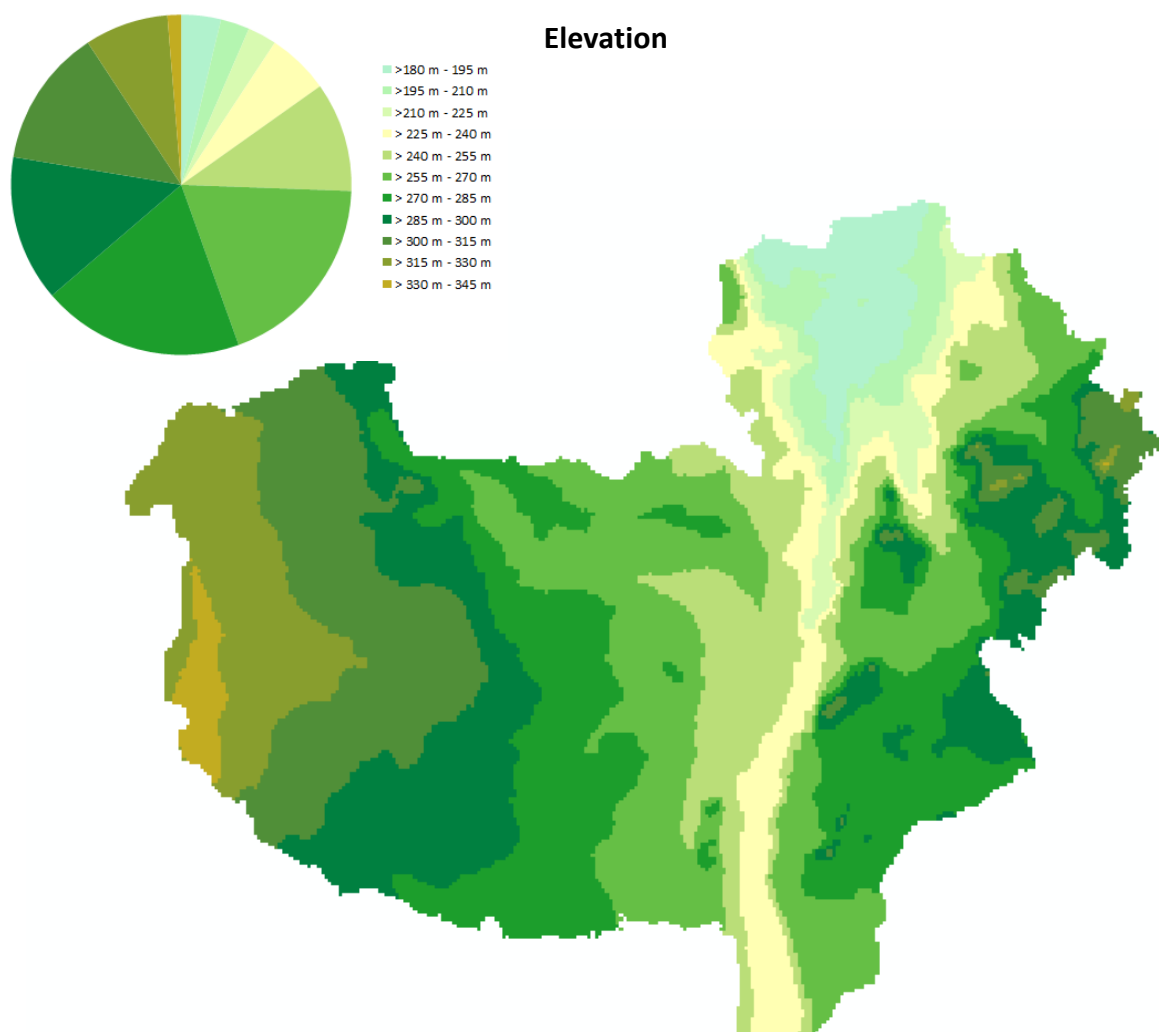 Elevation
>180 m - 195 m
>195 m - 210 m
>210 m - 225 m
> 225 m - 240 m
> 240 m - 255 m
> 255 m - 270 m
> 270 m - 285 m
> 285 m - 300 m
> 300 m - 315 m
> 315 m - 330 m
> 330 m - 345 m